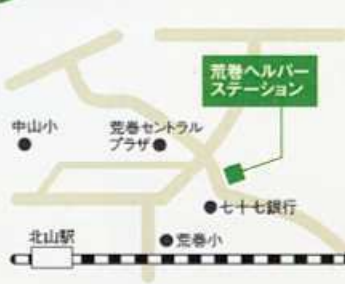 荒巻ヘルパー
ステーション
中山小
荒巻セントラル
プラザ
七十七銀行
北山駅
荒巻小